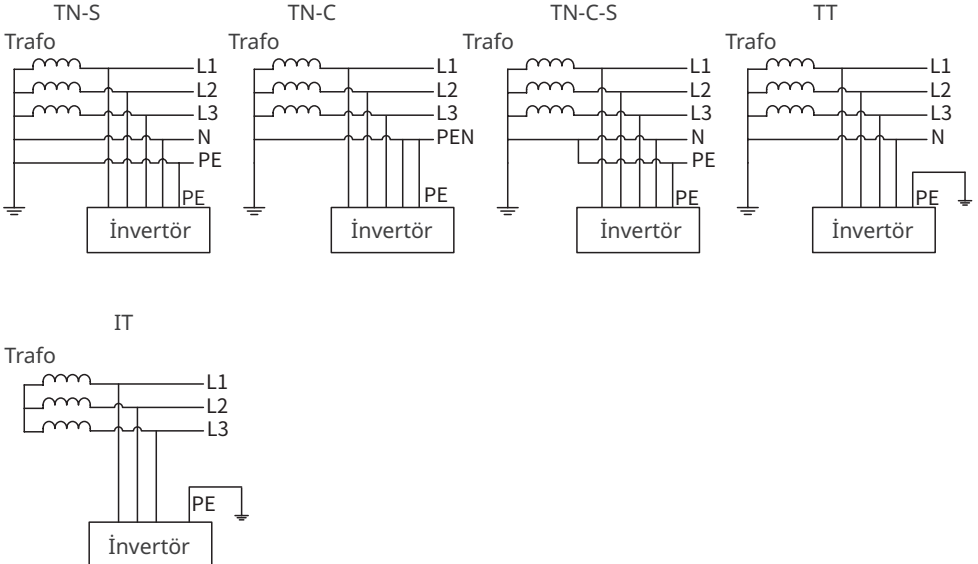 TN-S
Trafo
L1
L2
L3
N
PE
PE
İnvertör
TN-C
Trafo
L1
L2
L3
PEN
PE
İnvertör
TN-C-S
Trafo
L1
L2
L3
N
PE
PE
İnvertör
TT
Trafo
L1
L2
L3
N
PE
İnvertör
IT
Trafo
L1
L2
L3
PE
İnvertör